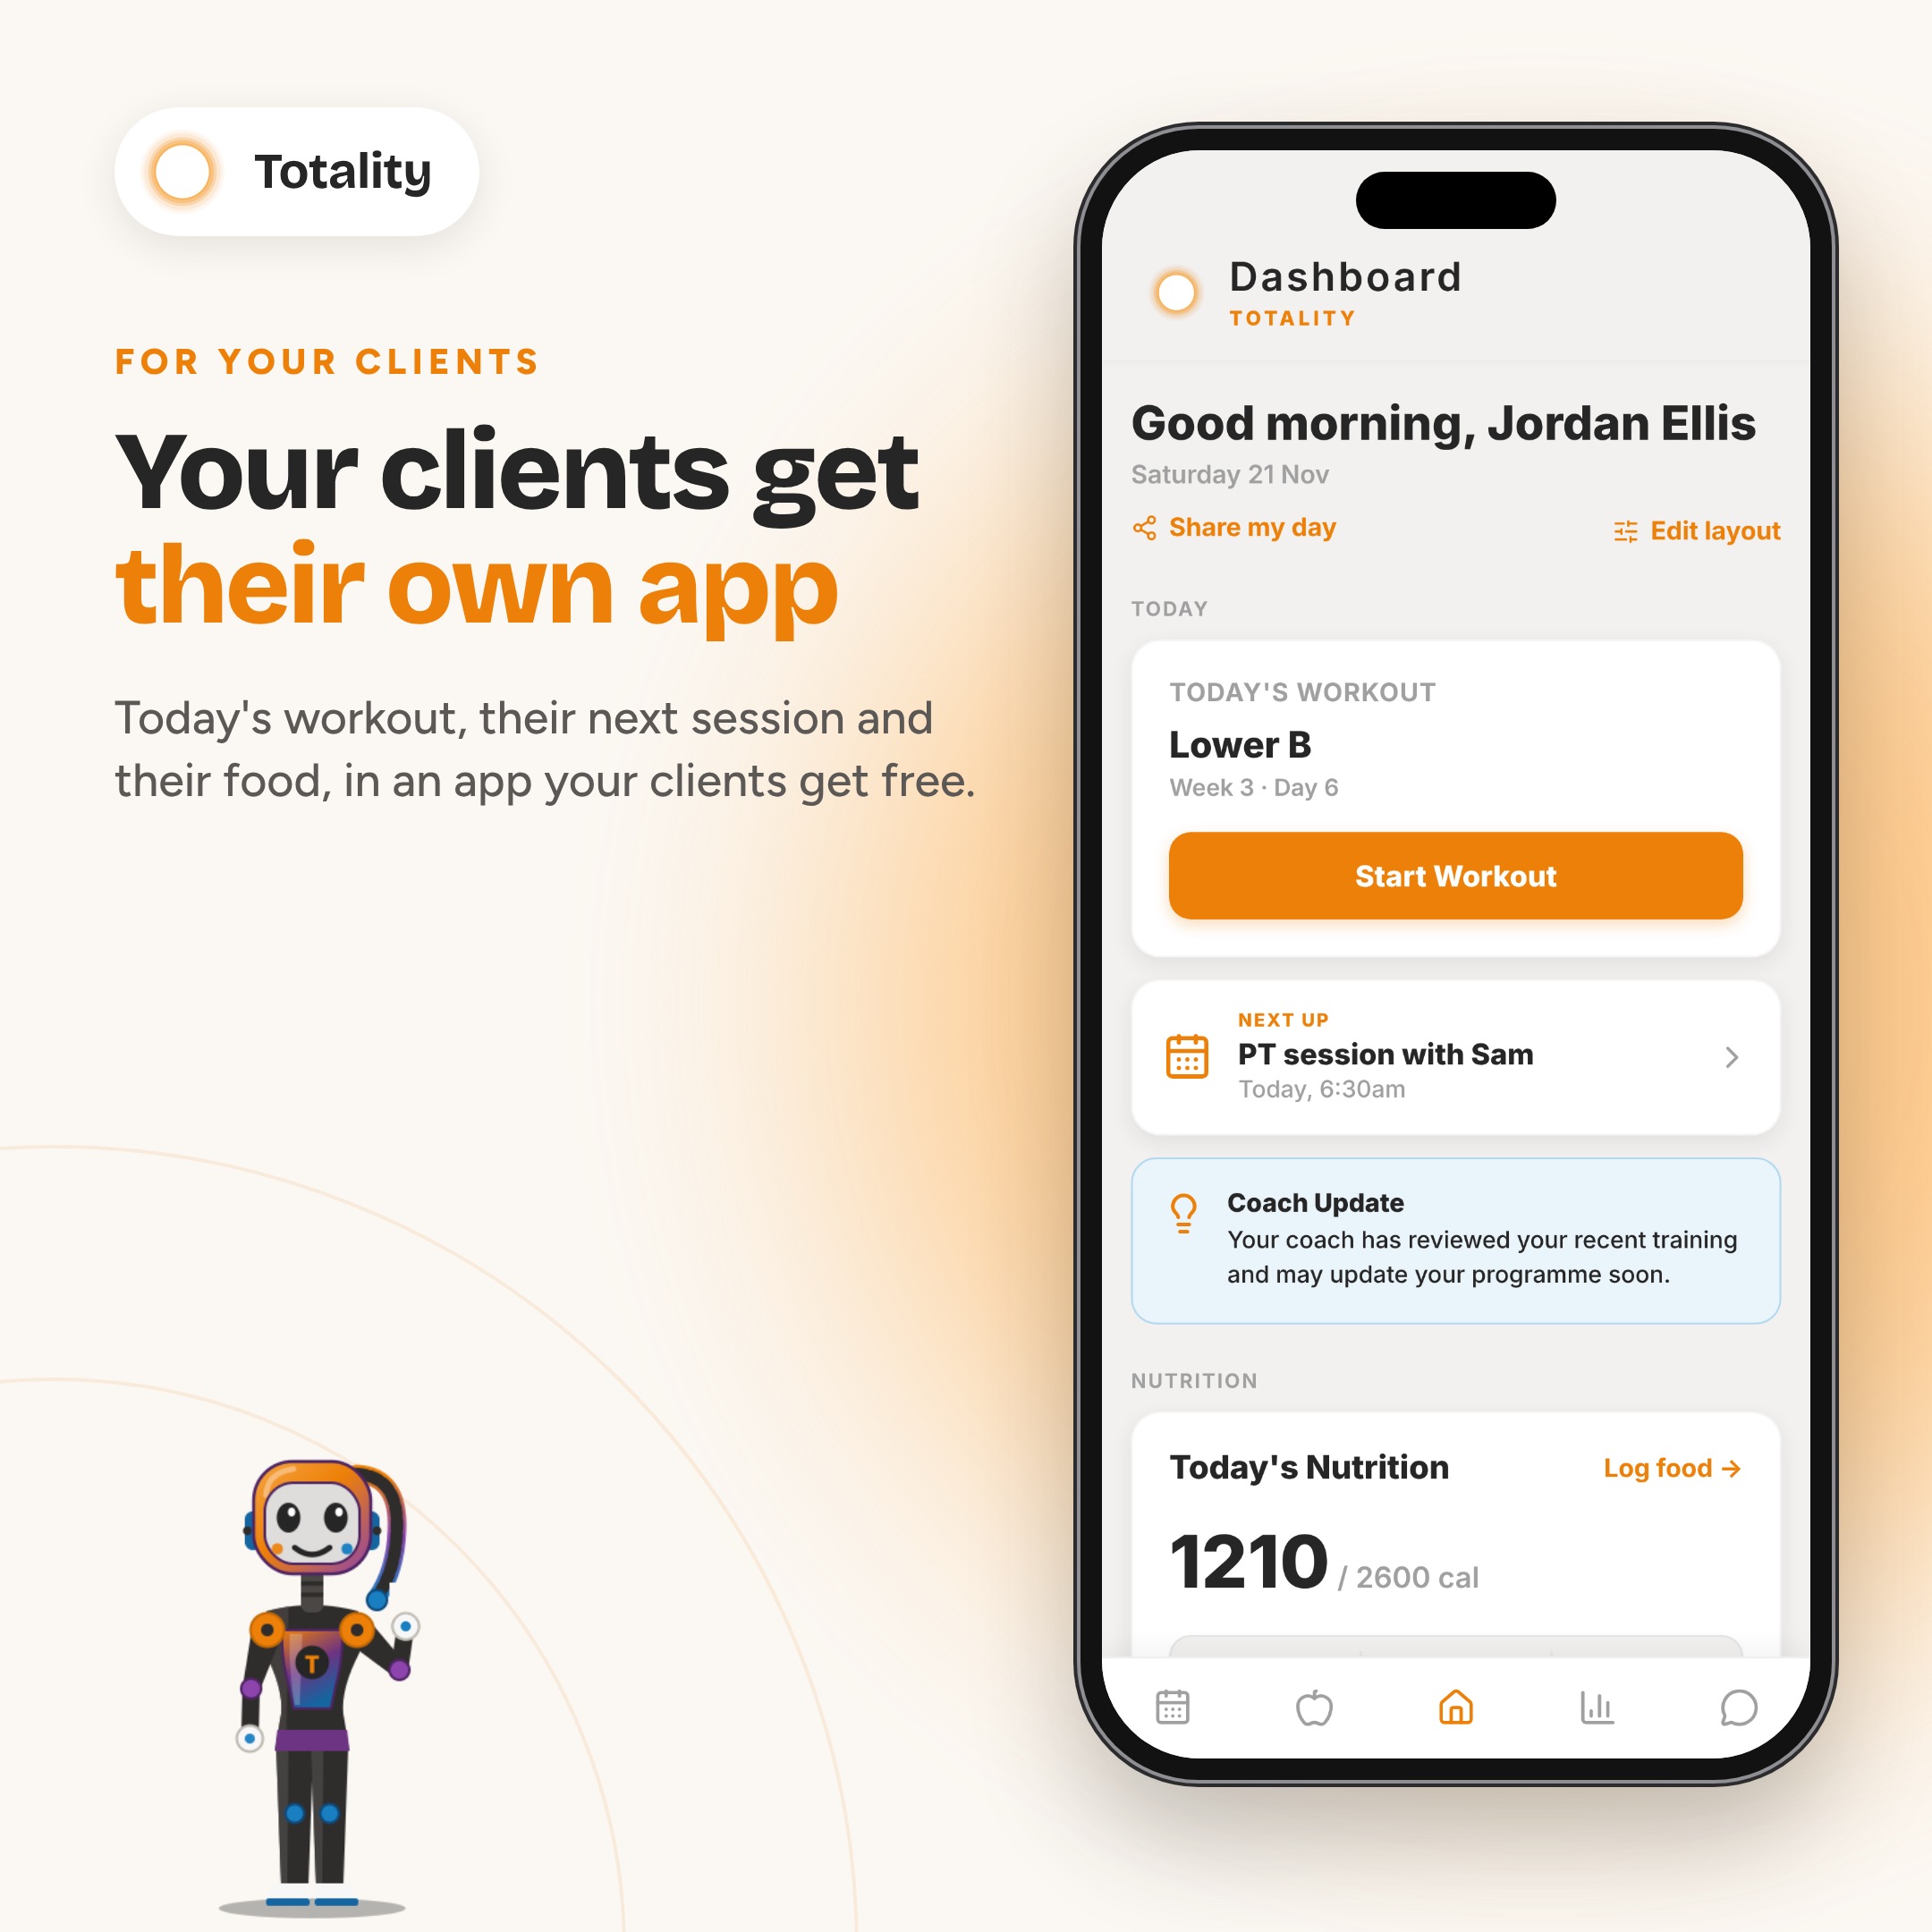 Totality
FOR YOUR CLIENTS
Your clients get
their own app
Today's workout, their next session and
their food, in an app your clients get free.
Dashboard
TOTALITY
Good morning, Jordan Ellis
Saturday 21 Nov
Share my day
Edit layout
TODAY
TODAY'S WORKOUT
Lower B
Week 3 · Day 6
Start Workout
NEXT UP
PT session with Sam
Today, 6:30am
Coach Update
Your coach has reviewed your recent training
and may update your programme soon.
NUTRITION
Today's Nutrition
Log food →
1210 / 2600 cal
T